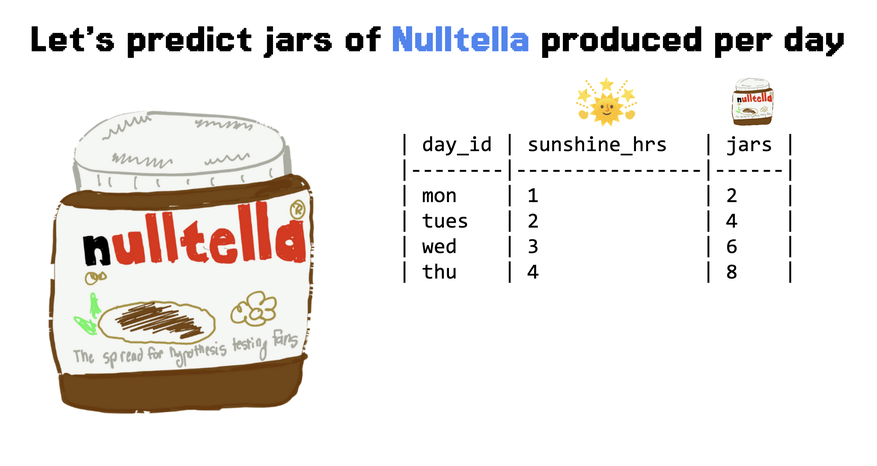 Let's predict jars of Nulltella produced per day
nulltella
®
The spread for hypothesis testing fans
nulltella
| day_id | sunshine_hrs | jars |
|--------|----------------|------|
| mon | 1 | 2 |
| tues | 2 | 4 |
| wed | 3 | 6 |
| thu | 4 | 8 |